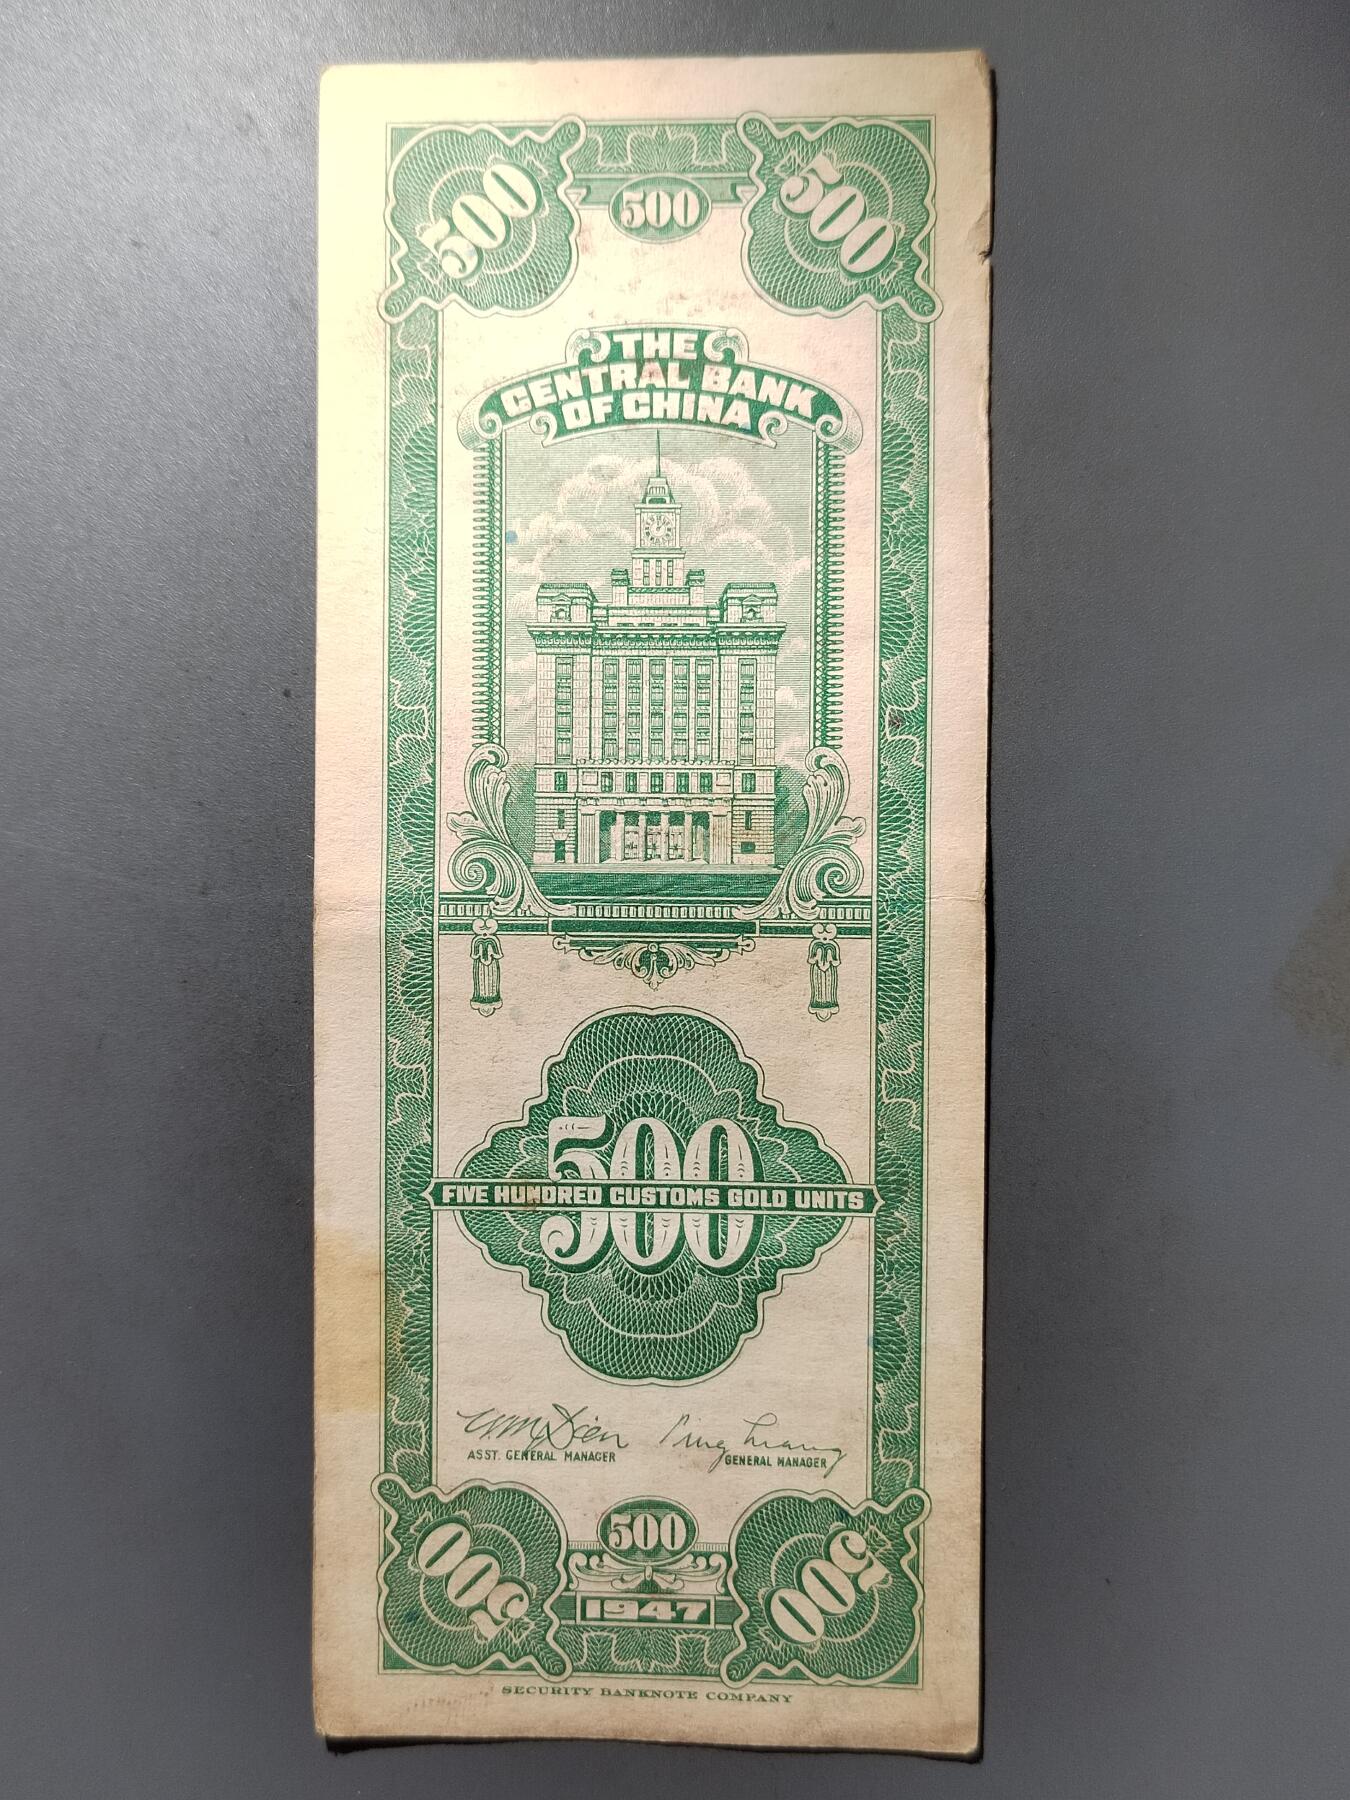 500 500 500
THE
CENTRAL BANK
OF CHINA
500
FIVE HUNDRED CUSTOMS GOLD UNITS
ASST. GENERAL MANAGER GENERAL MANAGER
500 500 500
1947
SECURITY BANKNOTE COMPANY